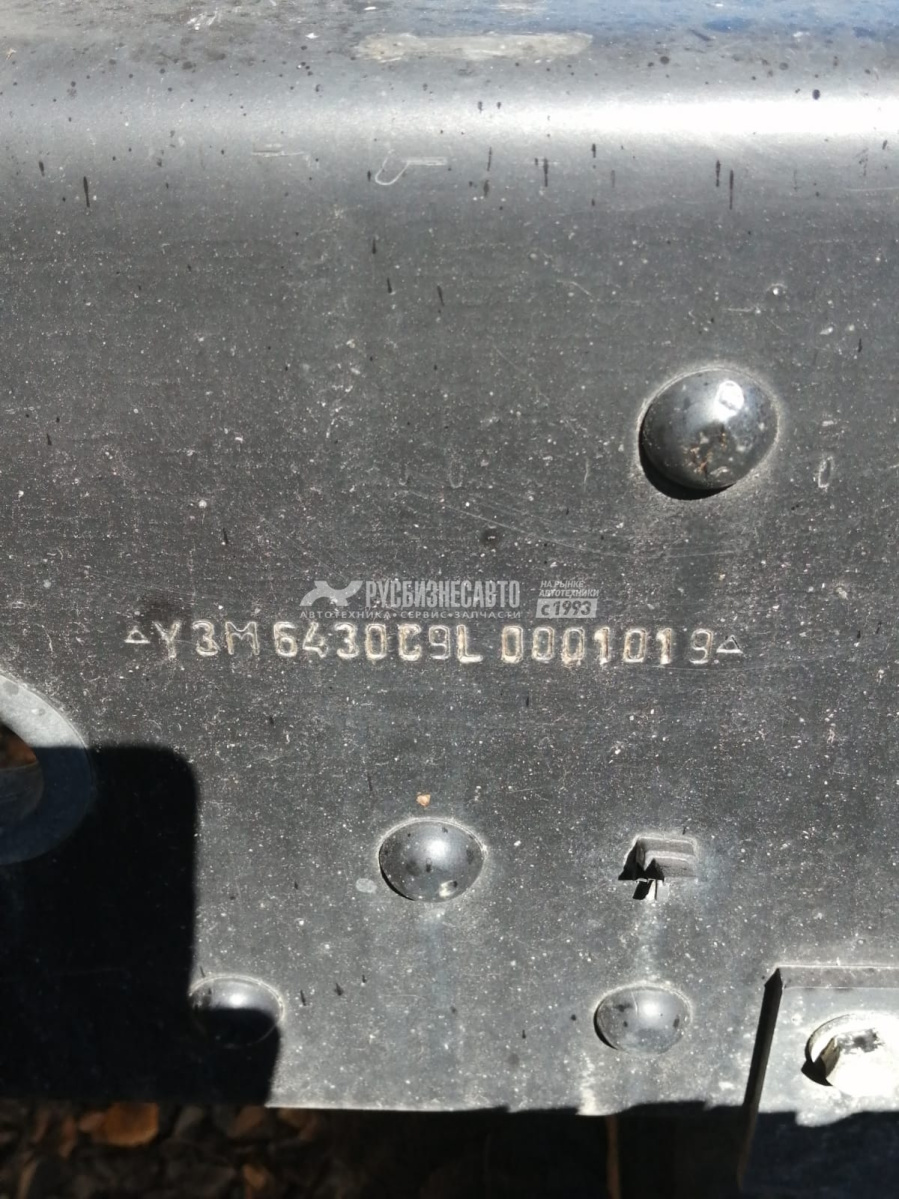 РУСБИЗНЕСАВТО
АВТОТЕХНИКА • СЕРВИС • ЗАПЧАСТИ
НА РЫНКЕ
АВТОТЕХНИКИ
с 1993
Y3M6430C9L0001019